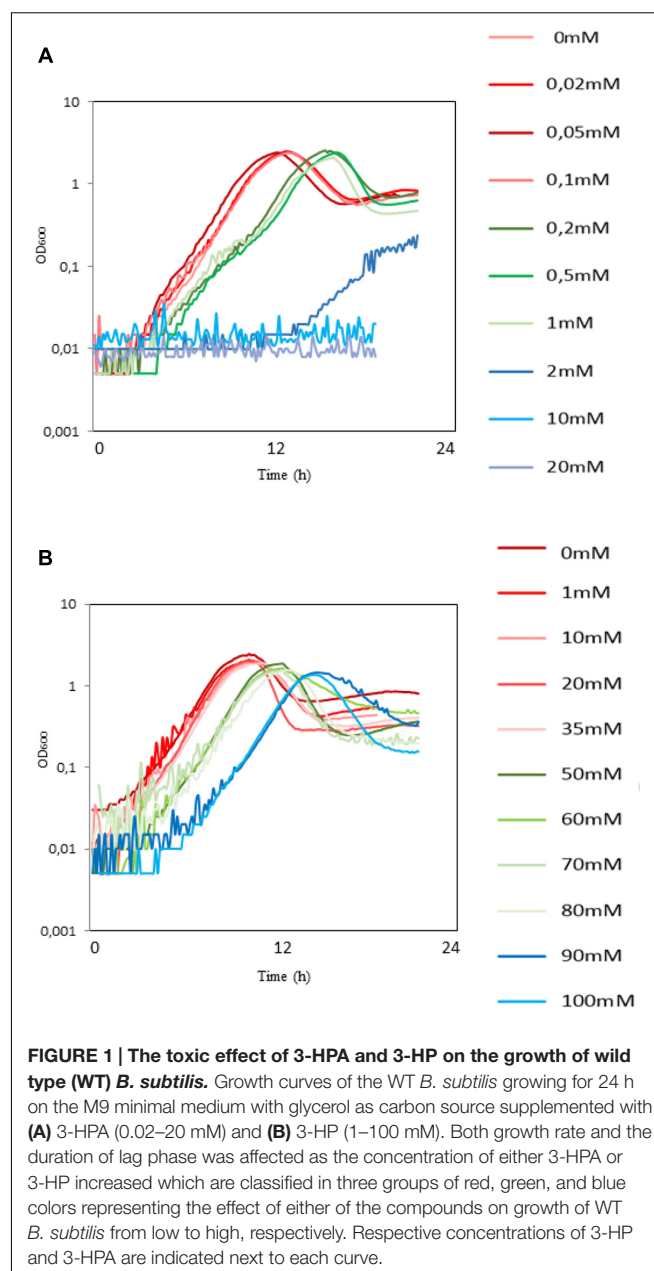 A
10
1
0,1
0,01
0,001
OD600
0
12
24
Time (h)
0mM
0,02mM
0,05mM
0,1mM
0,2mM
0,5mM
1mM
2mM
10mM
20mM
B
10
1
0,1
0,01
0,001
OD600
0
12
24
Time (h)
0mM
1mM
10mM
20mM
35mM
50mM
60mM
70mM
80mM
90mM
100mM
FIGURE 1 | The toxic effect of 3-HPA and 3-HP on the growth of wild
type (WT) B. subtilis. Growth curves of the WT B. subtilis growing for 24 h
on the M9 minimal medium with glycerol as carbon source supplemented with
(A) 3-HPA (0.02–20 mM) and (B) 3-HP (1–100 mM). Both growth rate and the
duration of lag phase was affected as the concentration of either 3-HPA or
3-HP increased which are classified in three groups of red, green, and blue
colors representing the effect of either of the compounds on growth of WT
B. subtilis from low to high, respectively. Respective concentrations of 3-HP
and 3-HPA are indicated next to each curve.